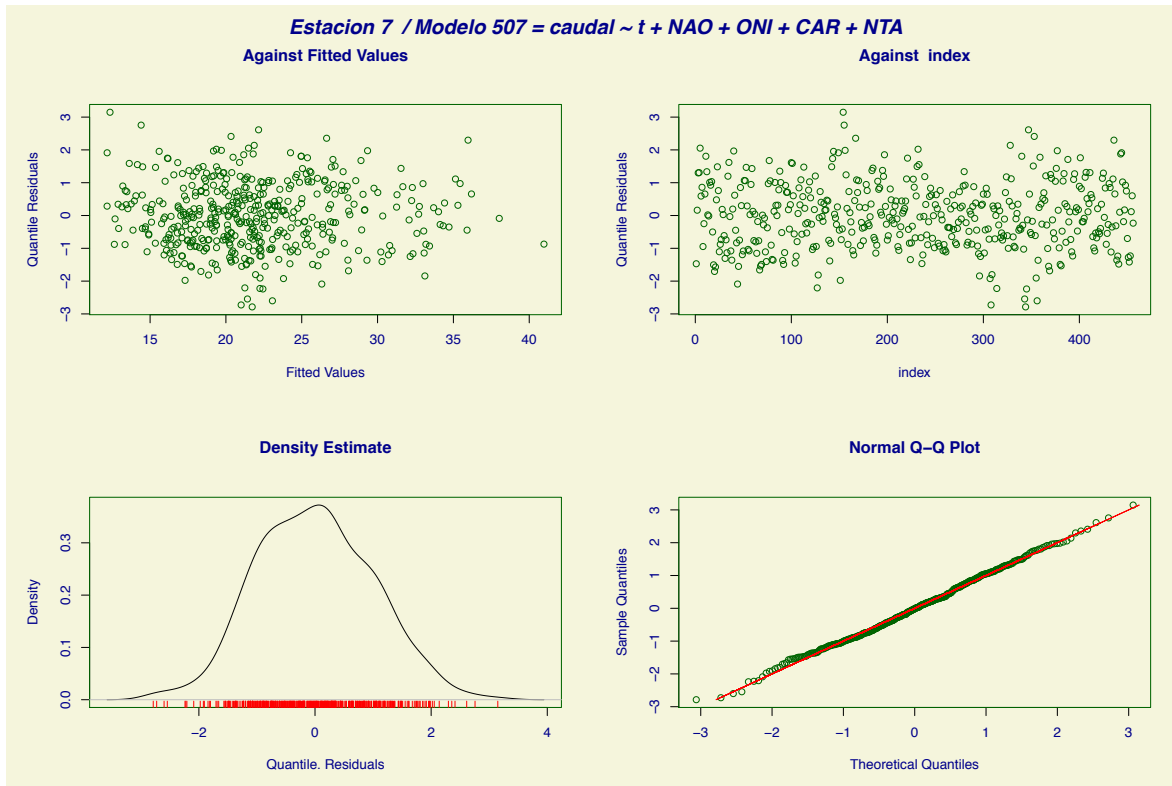 Estacion 7 / Modelo 507 = caudal ~ t + NAO + ONI + CAR + NTA
Against Fitted Values
Quantile Residuals
3
2
1
0
−1
−2
−3
15 20 25 30 35 40
Fitted Values
Against index
Quantile Residuals
3
2
1
0
−1
−2
−3
0 100 200 300 400
index
Density Estimate
Density
0.3
0.2
0.1
0.0
−2 0 2 4
Quantile. Residuals
Normal Q−Q Plot
Sample Quantiles
3
2
1
0
−1
−2
−3
−3 −2 −1 0 1 2 3
Theoretical Quantiles